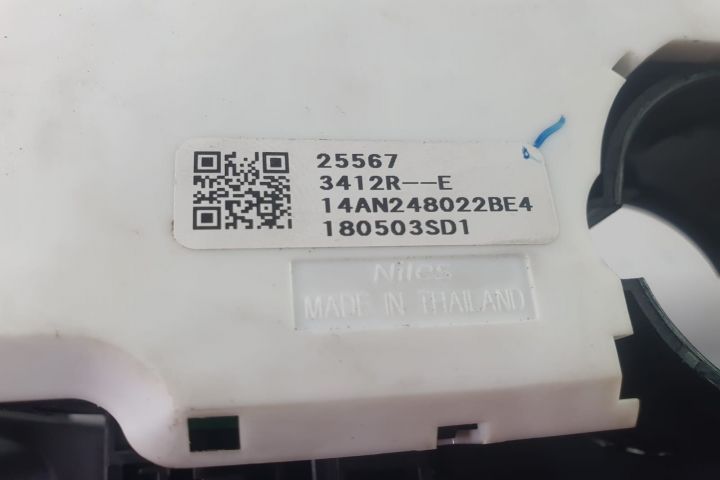 25567
3412R--E
14AN248022BE4
180503SD1
Niles
MADE IN THAILAND